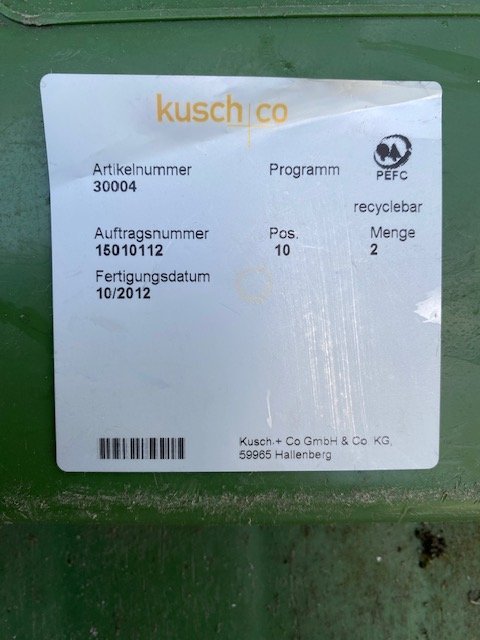 kusch co
Artikelnummer Programm
30004
PEFC
recyclebar
Auftragsnummer Pos. Menge
15010112 10 2
Fertigungsdatum
10/2012
Kusch + Co GmbH & Co. KG,
59965 Hallenberg